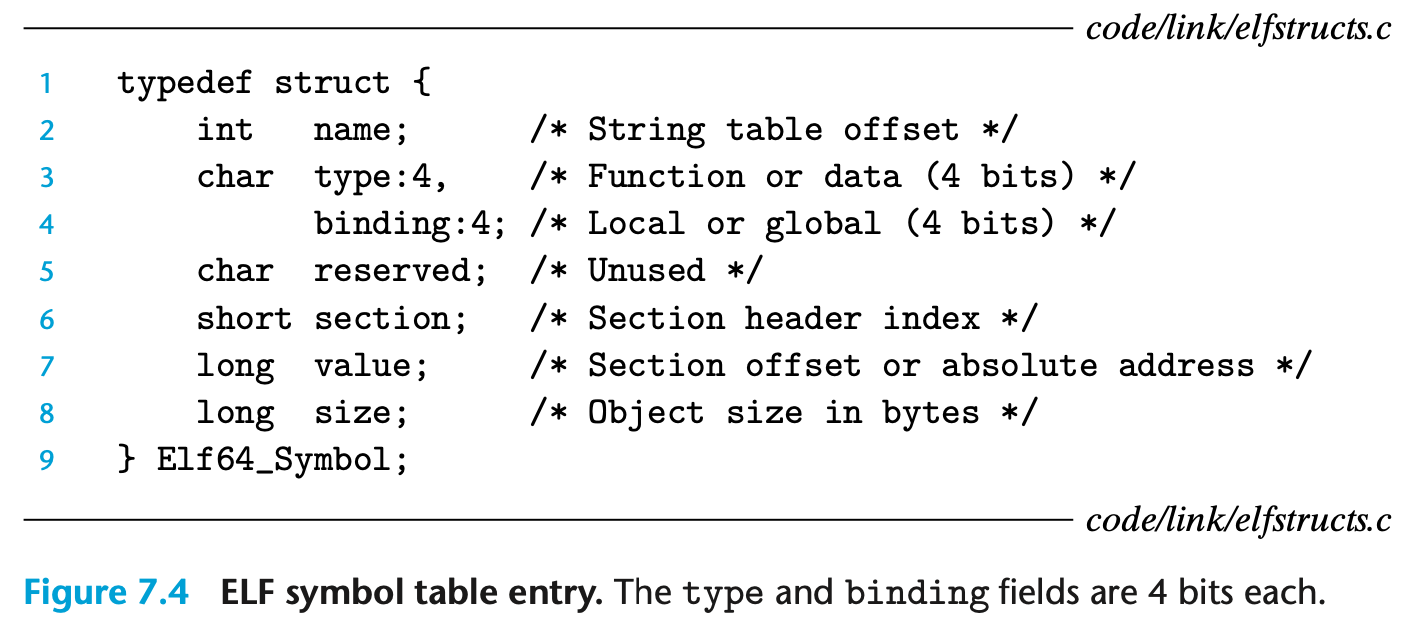 code/link/elfstructs.c
1 typedef struct {
2 int name; /* String table offset */
3 char type:4, /* Function or data (4 bits) */
4 binding:4; /* Local or global (4 bits) */
5 char reserved; /* Unused */
6 short section; /* Section header index */
7 long value; /* Section offset or absolute address */
8 long size; /* Object size in bytes */
9 } Elf64_Symbol;
code/link/elfstructs.c
Figure 7.4 ELF symbol table entry. The type and binding fields are 4 bits each.